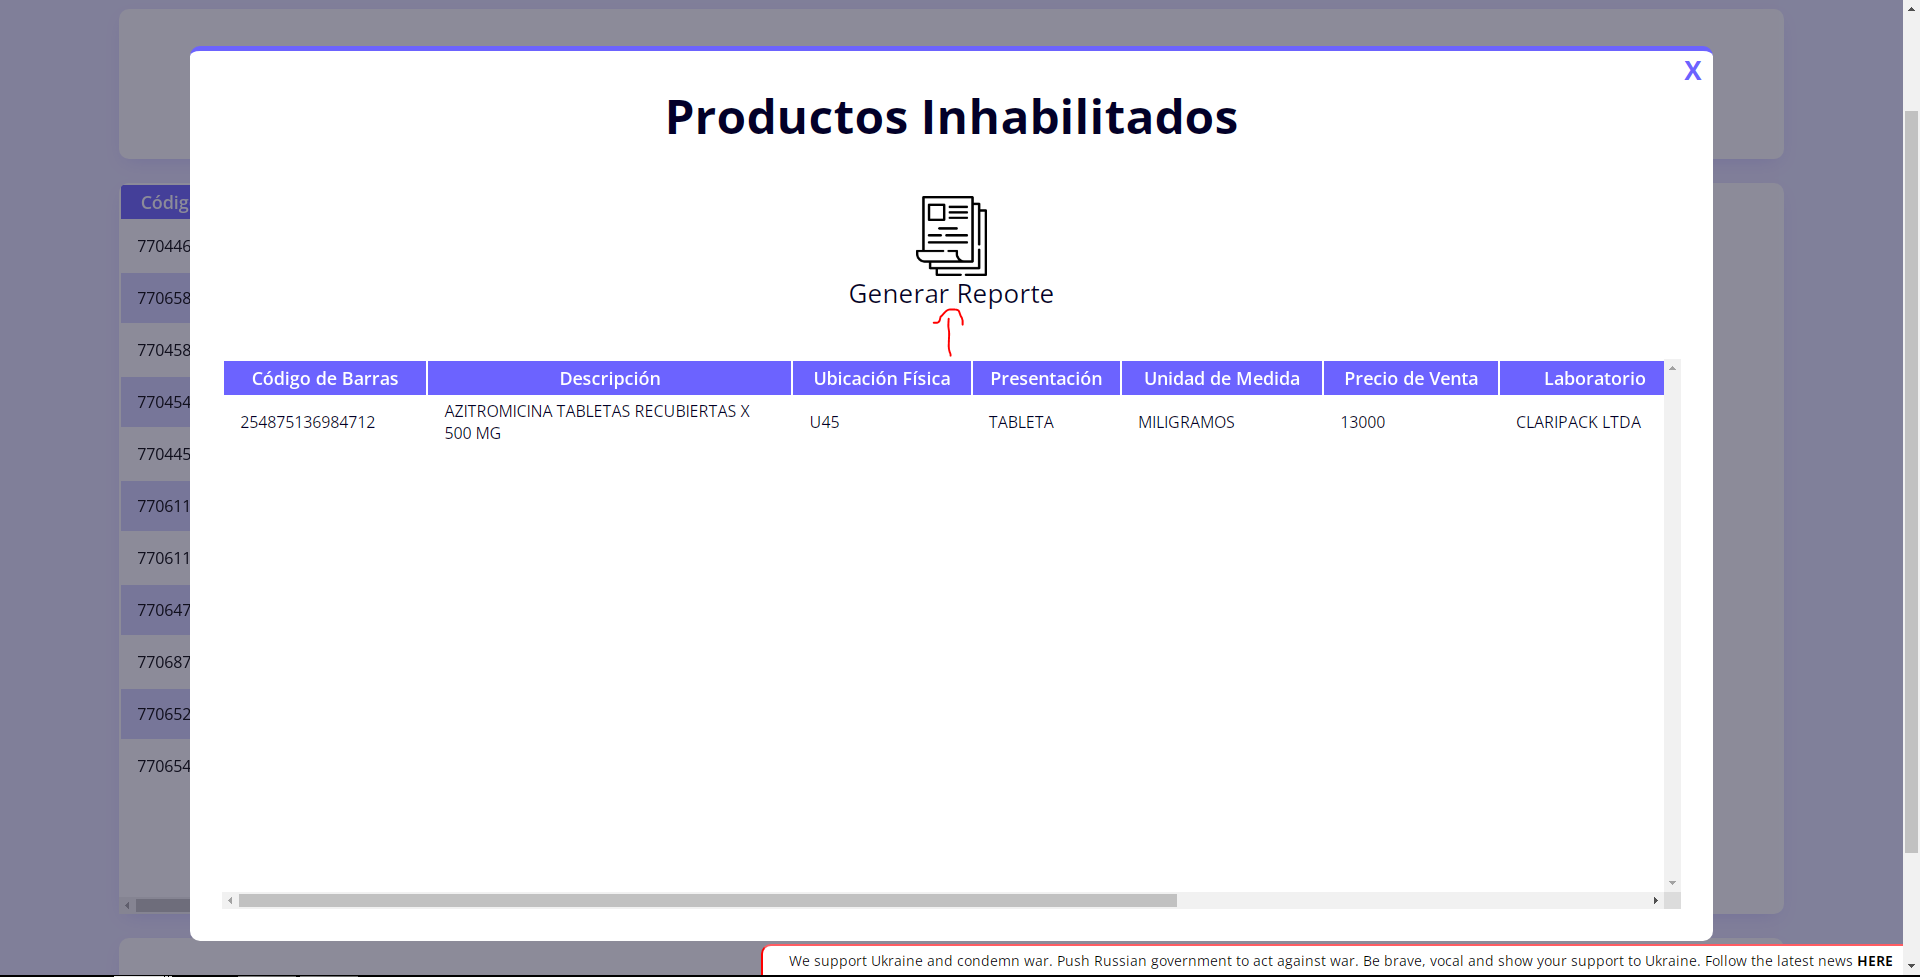 X
Productos Inhabilitados
Generar Reporte
Código de Barras Descripción Ubicación Física Presentación Unidad de Medida Precio de Venta Laboratorio
254875136984712 AZITROMICINA TABLETAS RECUBIERTAS X 500 MG U45 TABLETA MILIGRAMOS 13000 CLARIPACK LTDA
Códig
770446
770658
770458
770454
770445
770611
770611
770647
770687
770652
770654
We support Ukraine and condemn war. Push Russian government to act against war. Be brave, vocal and show your support to Ukraine. Follow the latest news HERE